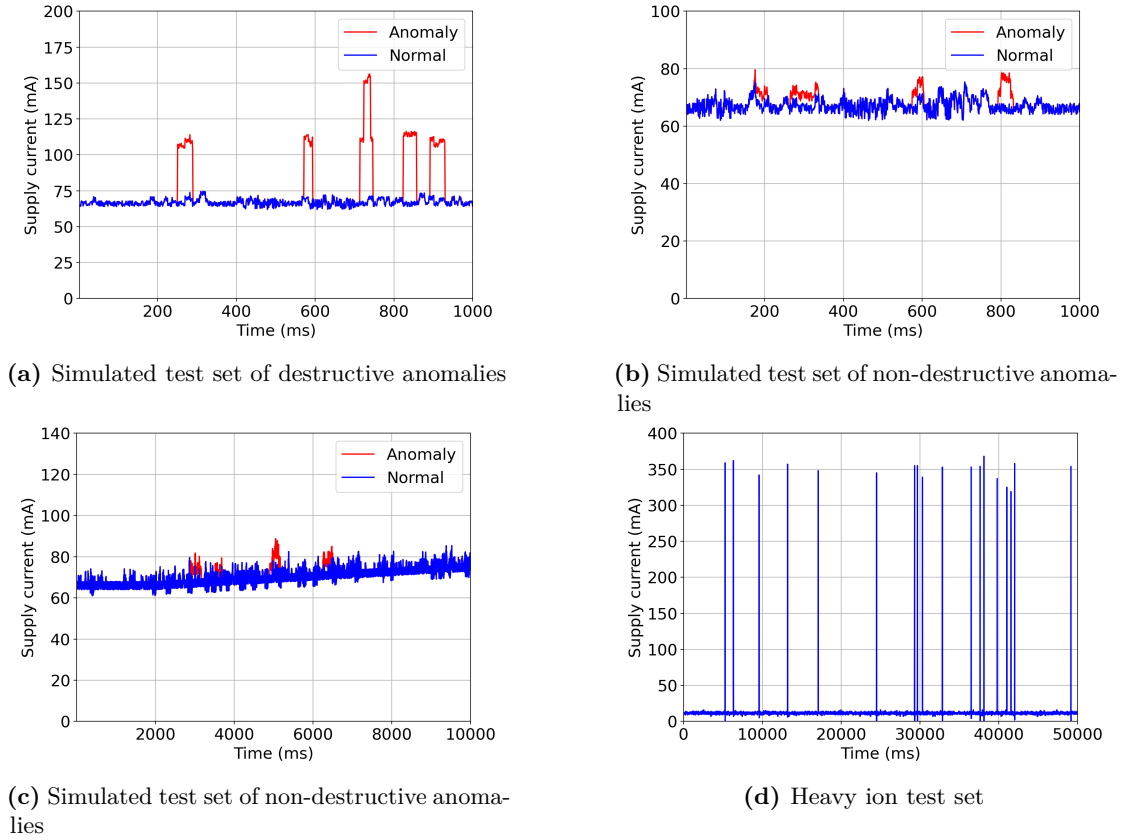 200
175
150
125
100
75
50
25
0
Supply current (mA)
Anomaly
Normal
200 400 600 800 1000
Time (ms)
(a) Simulated test set of destructive anomalies
100
80
60
40
20
0
Supply current (mA)
Anomaly
Normal
200 400 600 800 1000
Time (ms)
(b) Simulated test set of non-destructive anoma-
lies
140
120
100
80
60
40
20
0
Supply current (mA)
Anomaly
Normal
2000 4000 6000 8000 10000
Time (ms)
(c) Simulated test set of non-destructive anoma-
lies
400
350
300
250
200
150
100
50
0
Supply current (mA)
0 10000 20000 30000 40000 50000
Time (ms)
(d) Heavy ion test set